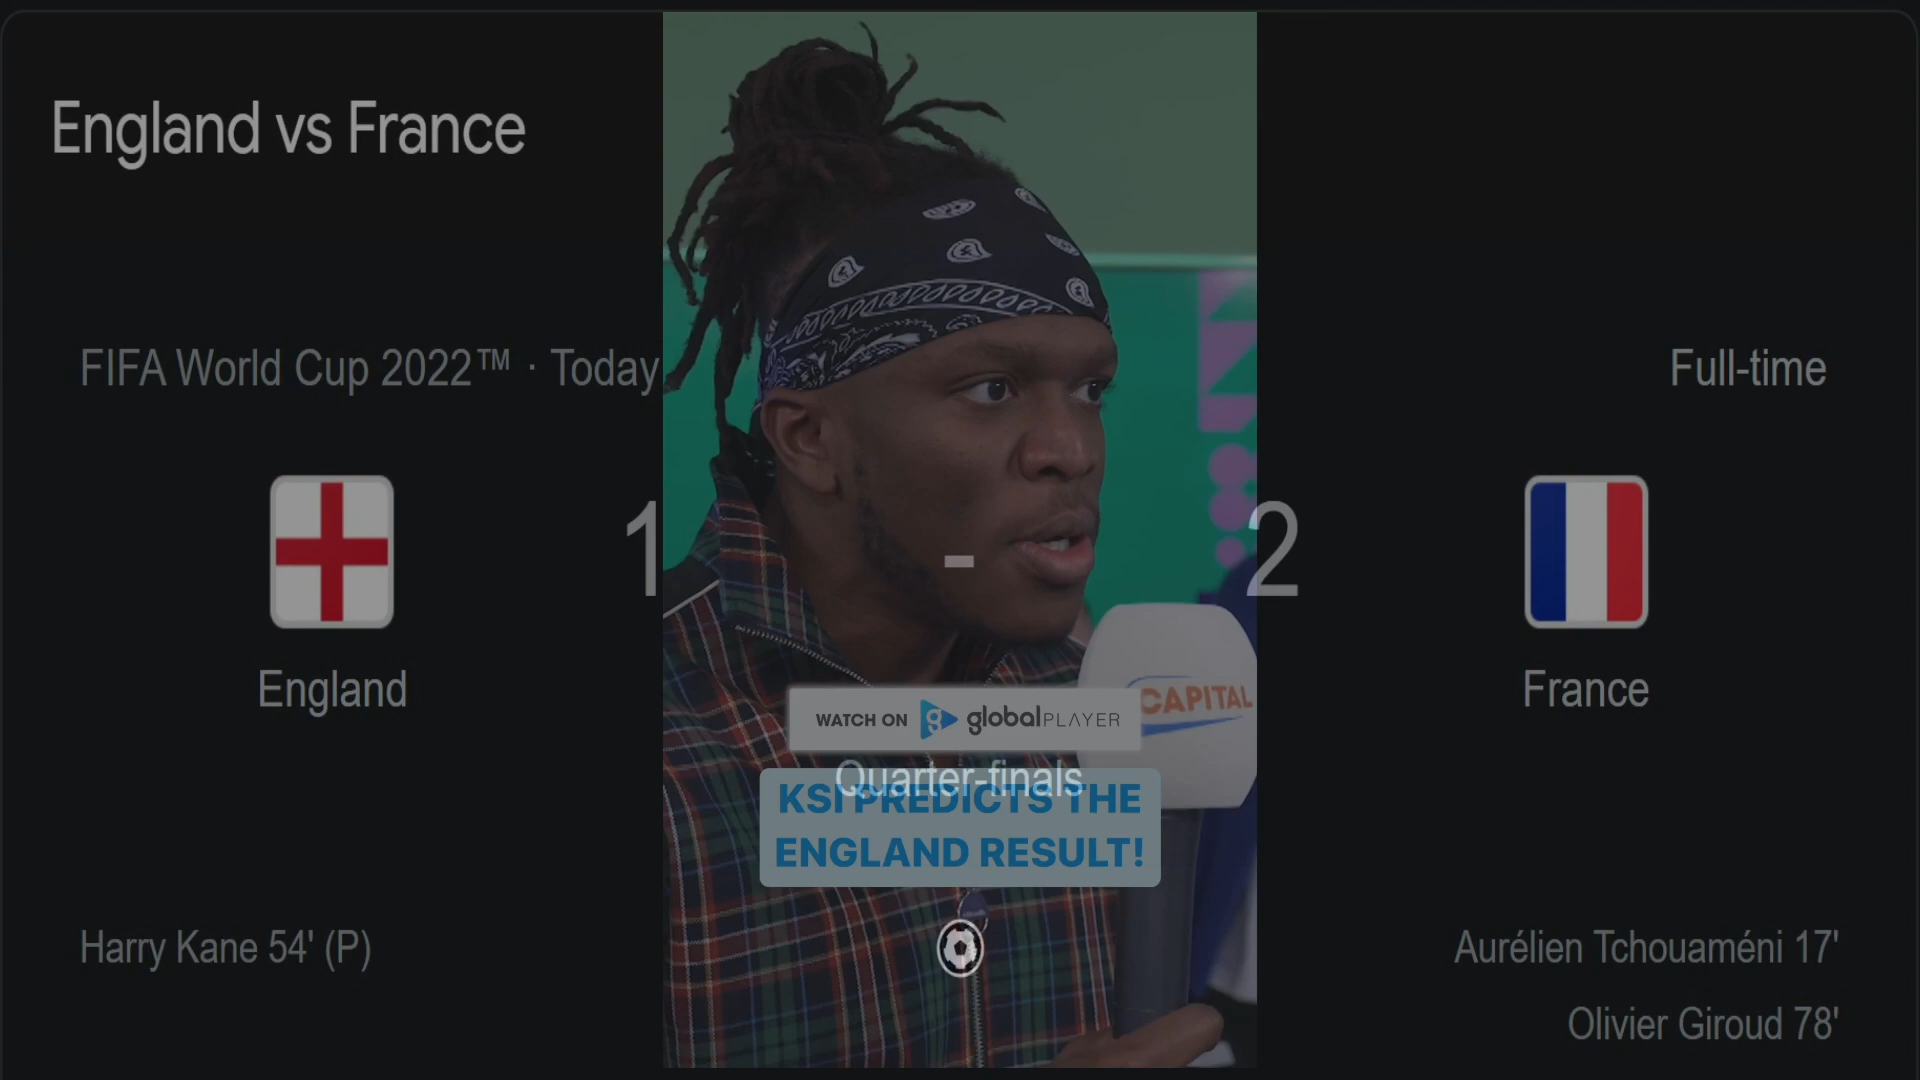 England vs France
FIFA World Cup 2022™ · Today
Full-time
1 - 2
England
France
CAPITAL
WATCH ON globalPLAYER
Quarter-finals
KSI PREDICTS THE
ENGLAND RESULT!
Harry Kane 54' (P)
Aurélien Tchouaméni 17'
Olivier Giroud 78'